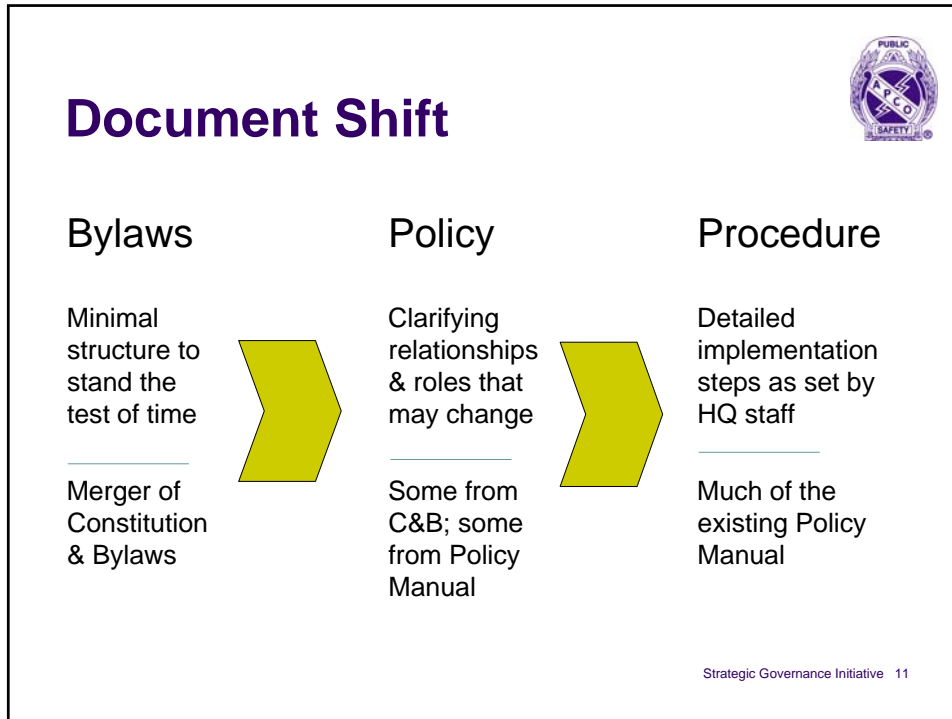 Document Shift
PUBLIC
APCO
SAFETY
®
Bylaws
Minimal
structure to
stand the
test of time
Merger of
Constitution
& Bylaws
Policy
Clarifying
relationships
& roles that
may change
Some from
C&B; some
from Policy
Manual
Procedure
Detailed
implementation
steps as set by
HQ staff
Much of the
existing Policy
Manual
Strategic Governance Initiative 11